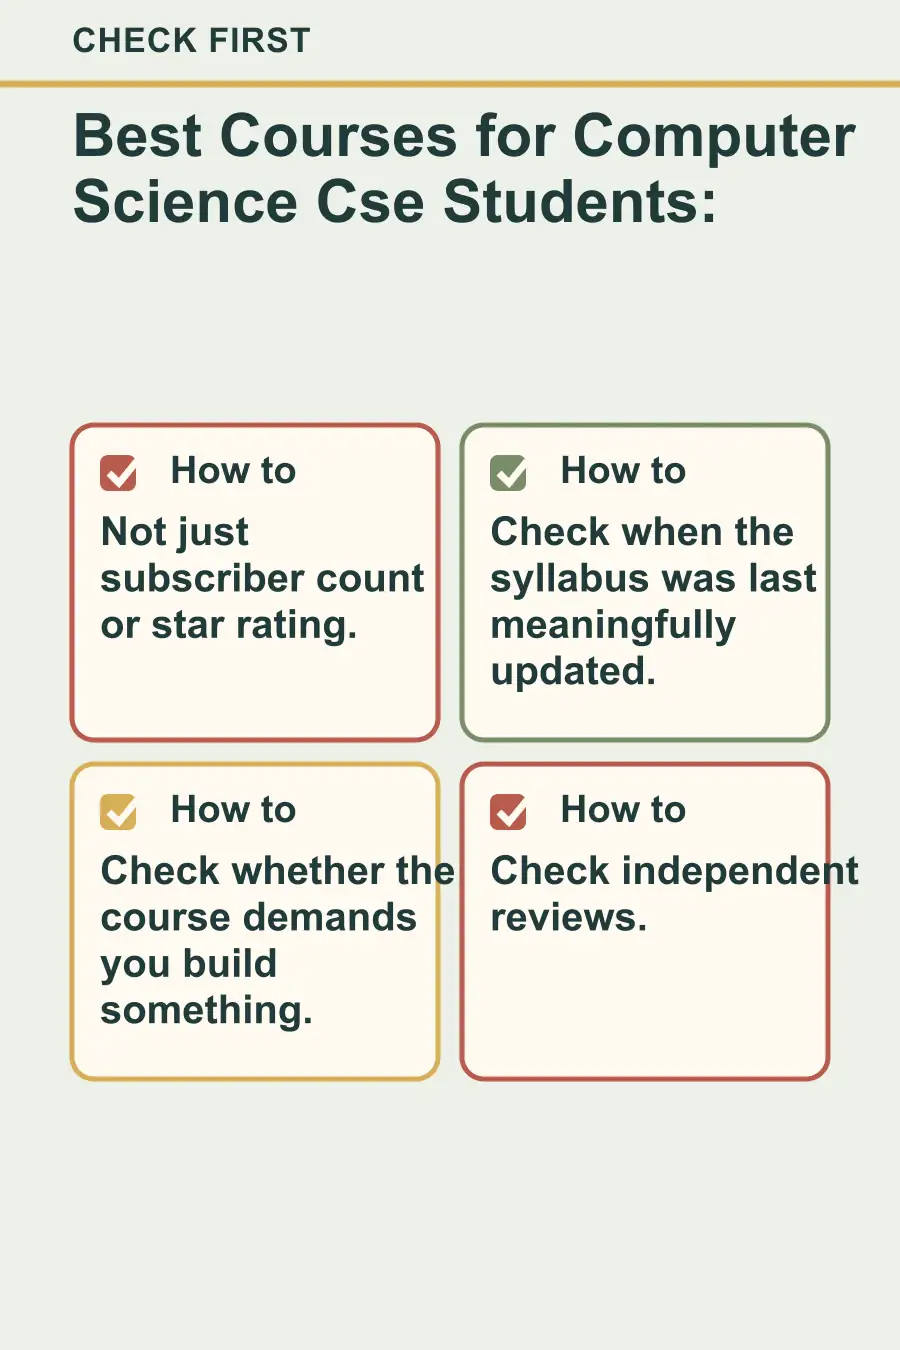 CHECK FIRST
Best Courses for Computer
Science Cse Students:
How to
Not just
subscriber count
or star rating.
How to
Check when the
syllabus was last
meaningfully
updated.
How to
Check whether the
course demands
you build
something.
How to
Check independent
reviews.